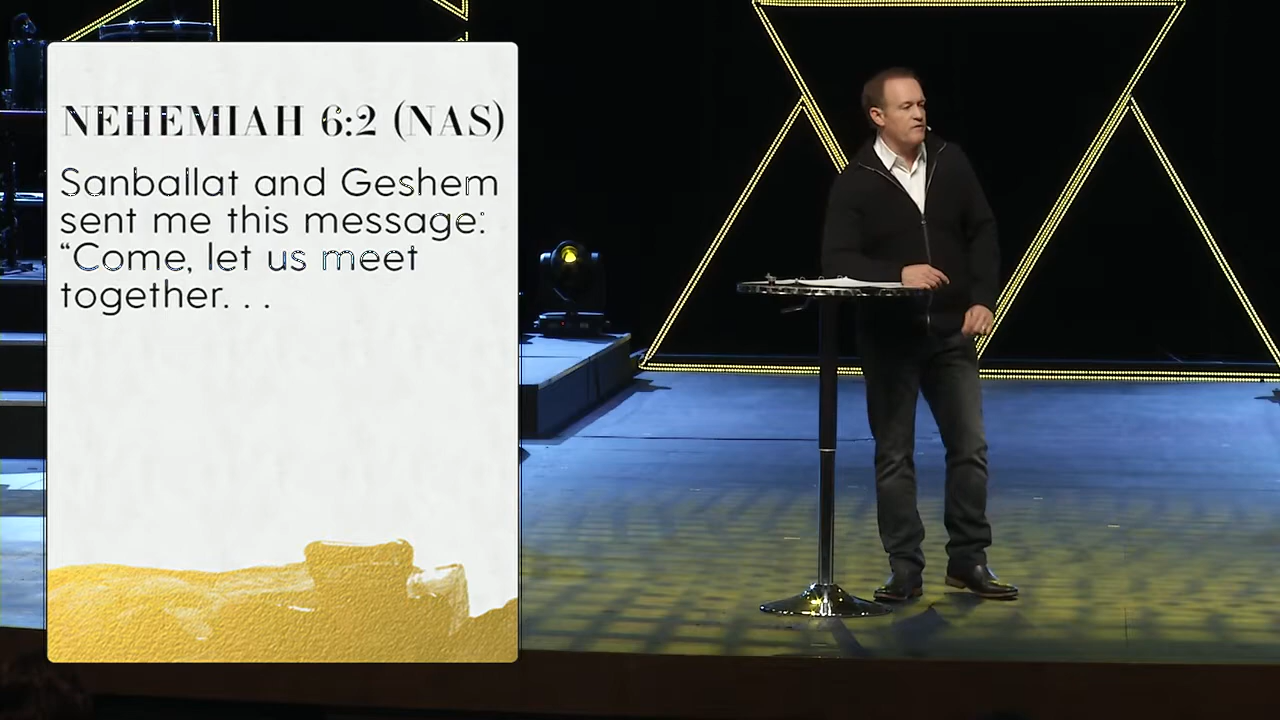 NEHEMIAH 6:2 (NAS)
Sanballat and Geshem
sent me this message:
“Come, let us meet
together. . .